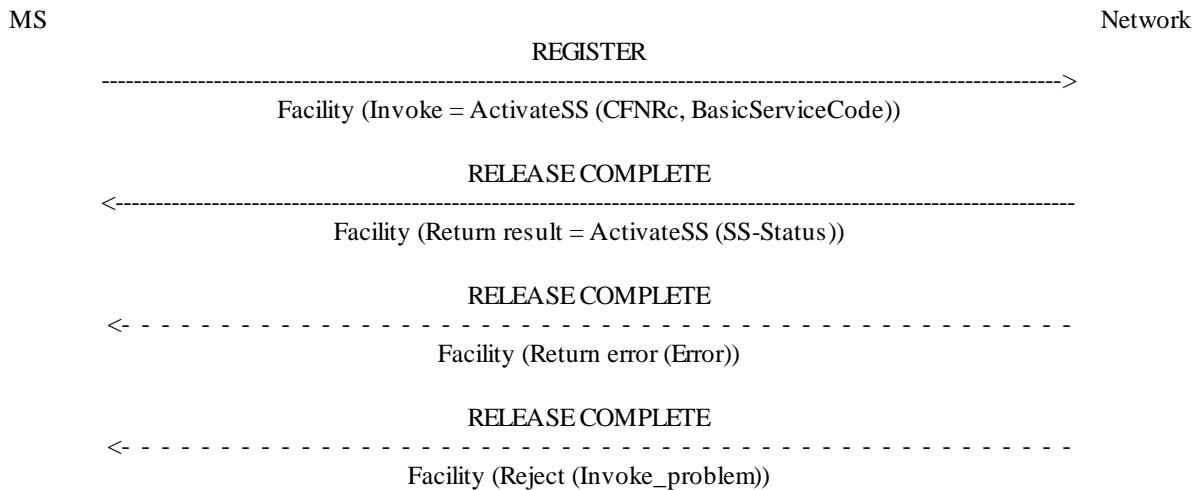 MS Network
REGISTER
------------------------------------------------------------------------------------------------------------------------>
Facility (Invoke = ActivateSS (CFNRc, BasicServiceCode))
RELEASE COMPLETE
<------------------------------------------------------------------------------------------------------------------------
Facility (Return result = ActivateSS (SS-Status))
RELEASE COMPLETE
<- - - - - - - - - - - - - - - - - - - - - - - - - - - - - - - - - - - - - - - - - - - - - - - -
Facility (Return error (Error))
RELEASE COMPLETE
<- - - - - - - - - - - - - - - - - - - - - - - - - - - - - - - - - - - - - - - - - - - - - - - -
Facility (Reject (Invoke_problem))